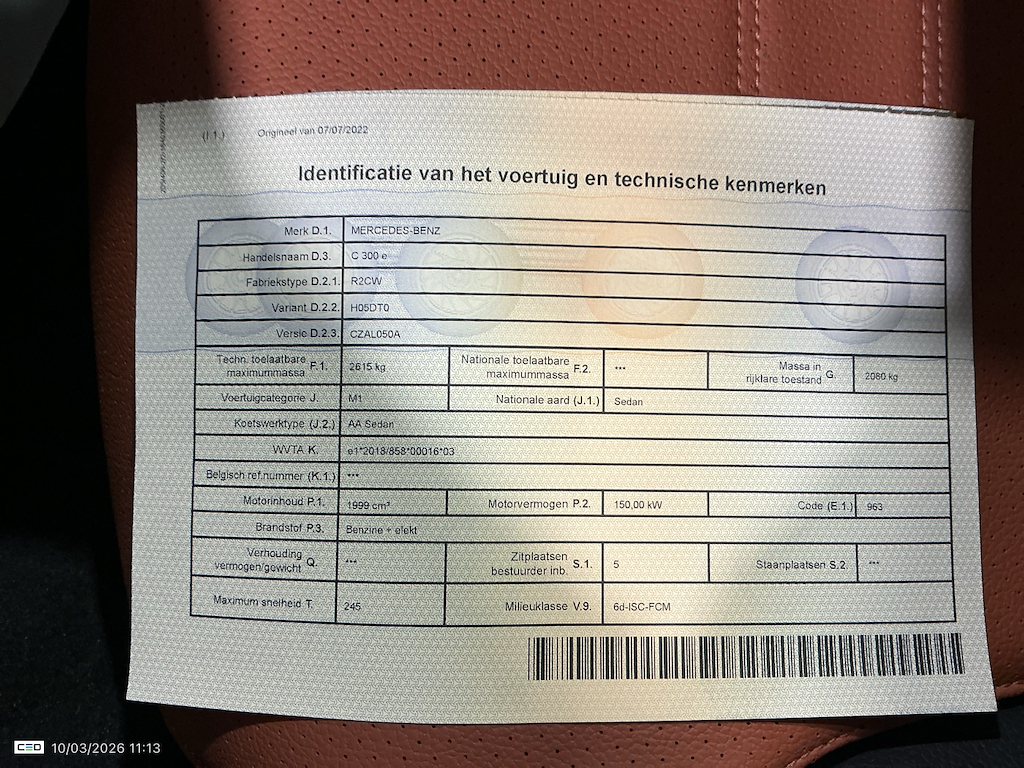 (I.1.) Origineel van 07/07/2022
Identificatie van het voertuig en technische kenmerken
Merk D.1. MERCEDES-BENZ
Handelsnaam D.3. C 300 e
Fabriekstype D.2.1. R2CW
Variant D.2.2. H05DT0
Versie D.2.3. CZAL050A
Techn. toelaatbare maximummassa F.1. 2615 kg Nationale toelaatbare maximummassa F.2. *** Massa in rijklare toestand G. 2080 kg
Voertuigcategorie J. M1 Nationale aard (J.1.) Sedan
Koetswerktype (J.2.) AA Sedan
WVTA K. e1*2018/858*00016*03
Belgisch ref.nummer (K.1.) ***
Motorinhoud P.1. 1999 cm³ Motorvermogen P.2. 150,00 kW Code (E.1.) 963
Brandstof P.3. Benzine + elekt
Verhouding vermogen/gewicht Q. *** Zitplaatsen bestuurder inb. S.1. 5 Staanplaatsen S.2. ***
Maximum snelheid T. 245 Milieuklasse V.9. 6d-ISC-FCM
CEO 10/03/2026 11:13